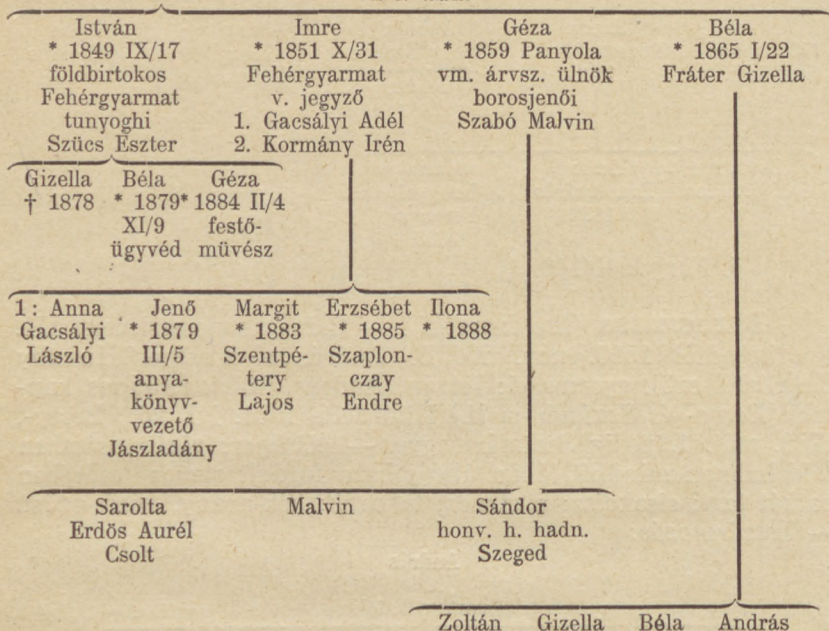 István Imre Géza Béla
* 1849 IX/17 * 1851 X/31 * 1859 Panyola * 1865 I/22
földbirtokos Fehérgyarmat vm. árvsz. ülnök Fráter Gizella
Fehérgyarmat v. jegyző borosjenői
tunyoghi 1. Gacsályi Adél Szabó Malvin
Szücs Eszter 2. Kormány Irén
Gizella Béla Géza
† 1878 * 1879 * 1884 II/4
XI/9 festő-
ügyvéd müvész
1: Anna Jenő Margit Erzsébet Ilona
Gacsályi * 1879 * 1883 * 1885 * 1888
László III/5 Szentpé- Szaplon-
anya- tery czay
könyv- Lajos Endre
vezető
Jászladány
Sarolta Malvin Sándor
Erdös Aurél honv. h. hadn.
Csolt Szeged
Zoltán Gizella Béla András